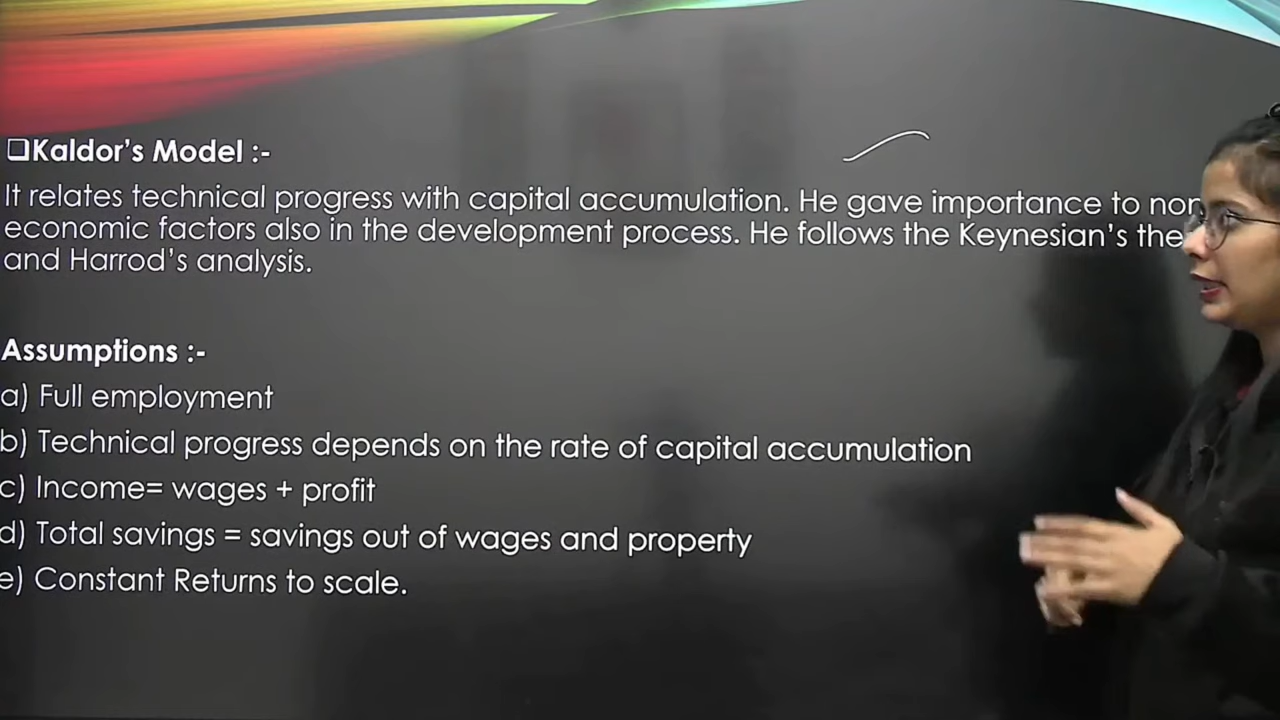 ❑Kaldor's Model :-
It relates technical progress with capital accumulation. He gave importance to non
economic factors also in the development process. He follows the Keynesian's the
and Harrod's analysis.
Assumptions :-
a) Full employment
b) Technical progress depends on the rate of capital accumulation
c) Income= wages + profit
d) Total savings = savings out of wages and property
e) Constant Returns to scale.